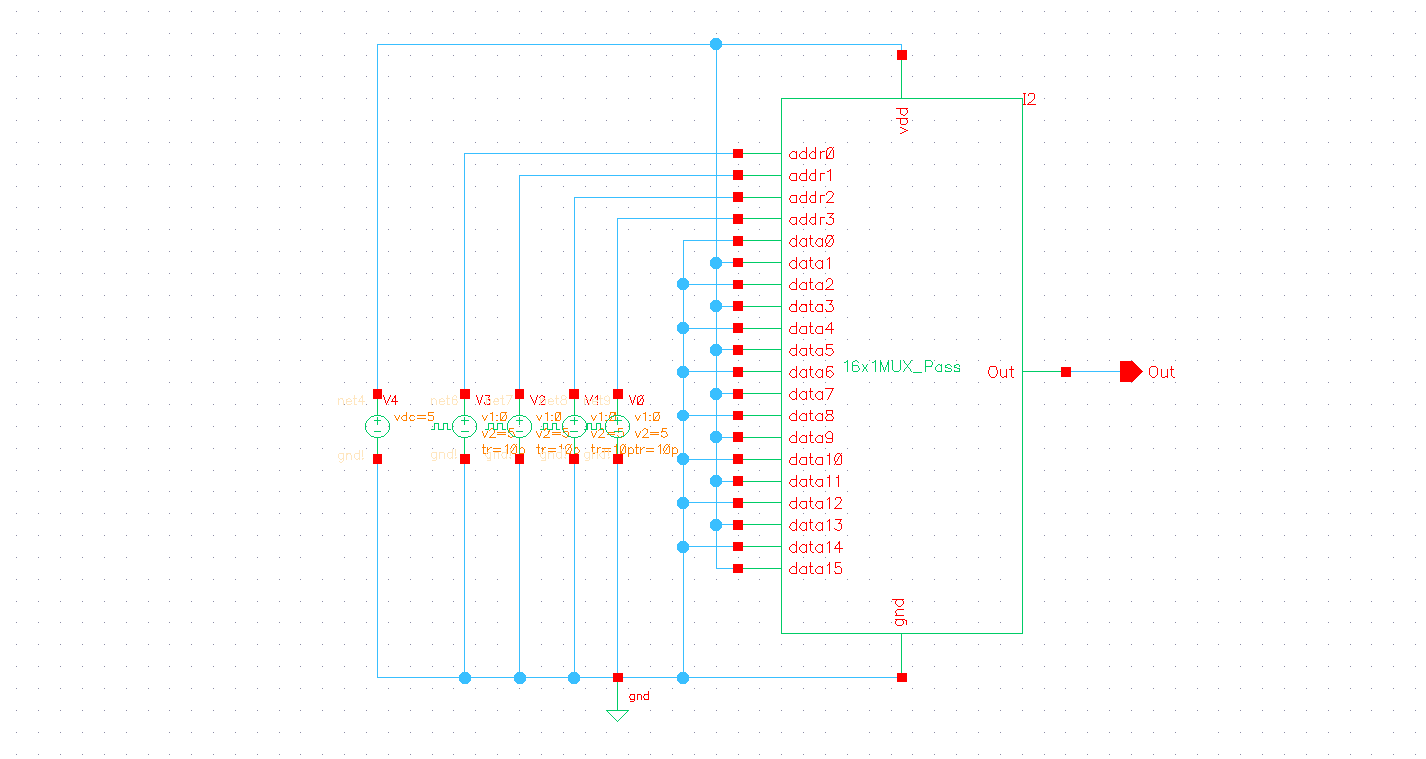 I2
vdd
addr0
addr1
addr2
addr3
data0
data1
data2
data3
data4
data5
data6
data7
data8
data9
data10
data11
data12
data13
data14
data15
16x1MUX_Pass
Out
Out
gnd
V4
vdc=5
gnd!
V3
v1:0
v2=5
tr=10p
gnd!
V2
v1:0
v2=5
tr=10p
V1
v1:0
v2=5
tr=10p
V0
v1:0
v2=5
tr=10p
gnd